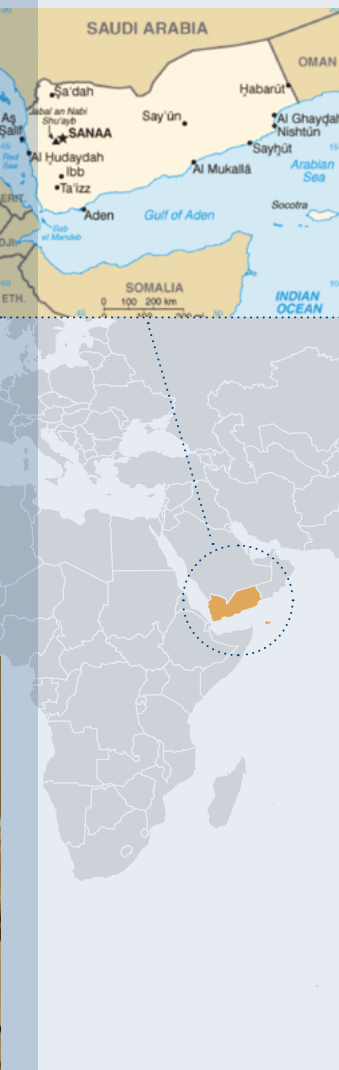 SAUDI ARABIA
OMAN
Şa'dah
Ḩabarūt
Jabal an Nabi
Shu'ayb
Aş
Şalif
SANAA
Say'ūn
Al Ghayḑah
Nishtūn
Sayḩūt
Al Ḩudaydah
Red
Sea
Ibb
Ta'izz
Al Mukallā
Arabian
Sea
ERIT.
Socotra
Aden
Gulf of Aden
Bab
el Mandeb
DJI.
SOMALIA
ETH.
0 100 200 km
INDIAN
OCEAN
50